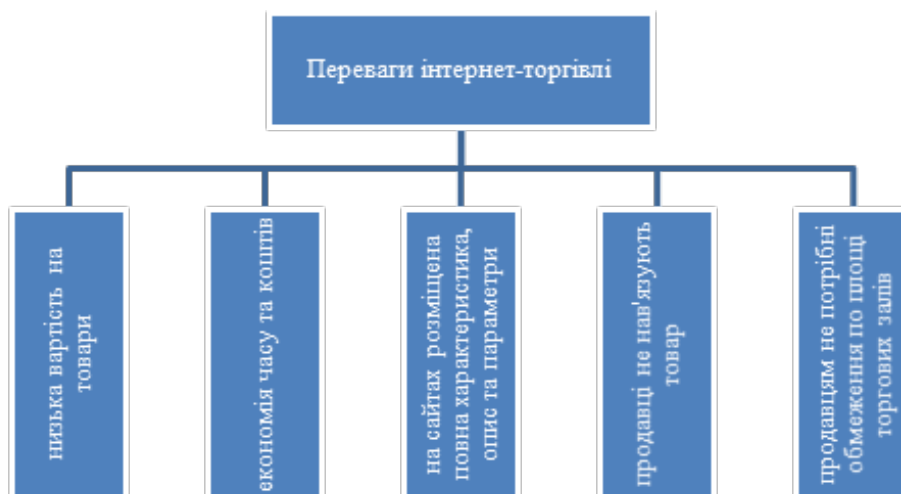 Переваги інтернет-торгівлі
низька вартість на
товари
економія часу та коштів
на сайтах розміщена
повна характеристика,
опис та параметри
продавці не нав'язують
товар
продавцям не потрібні
обмеження по площі
торгових залів